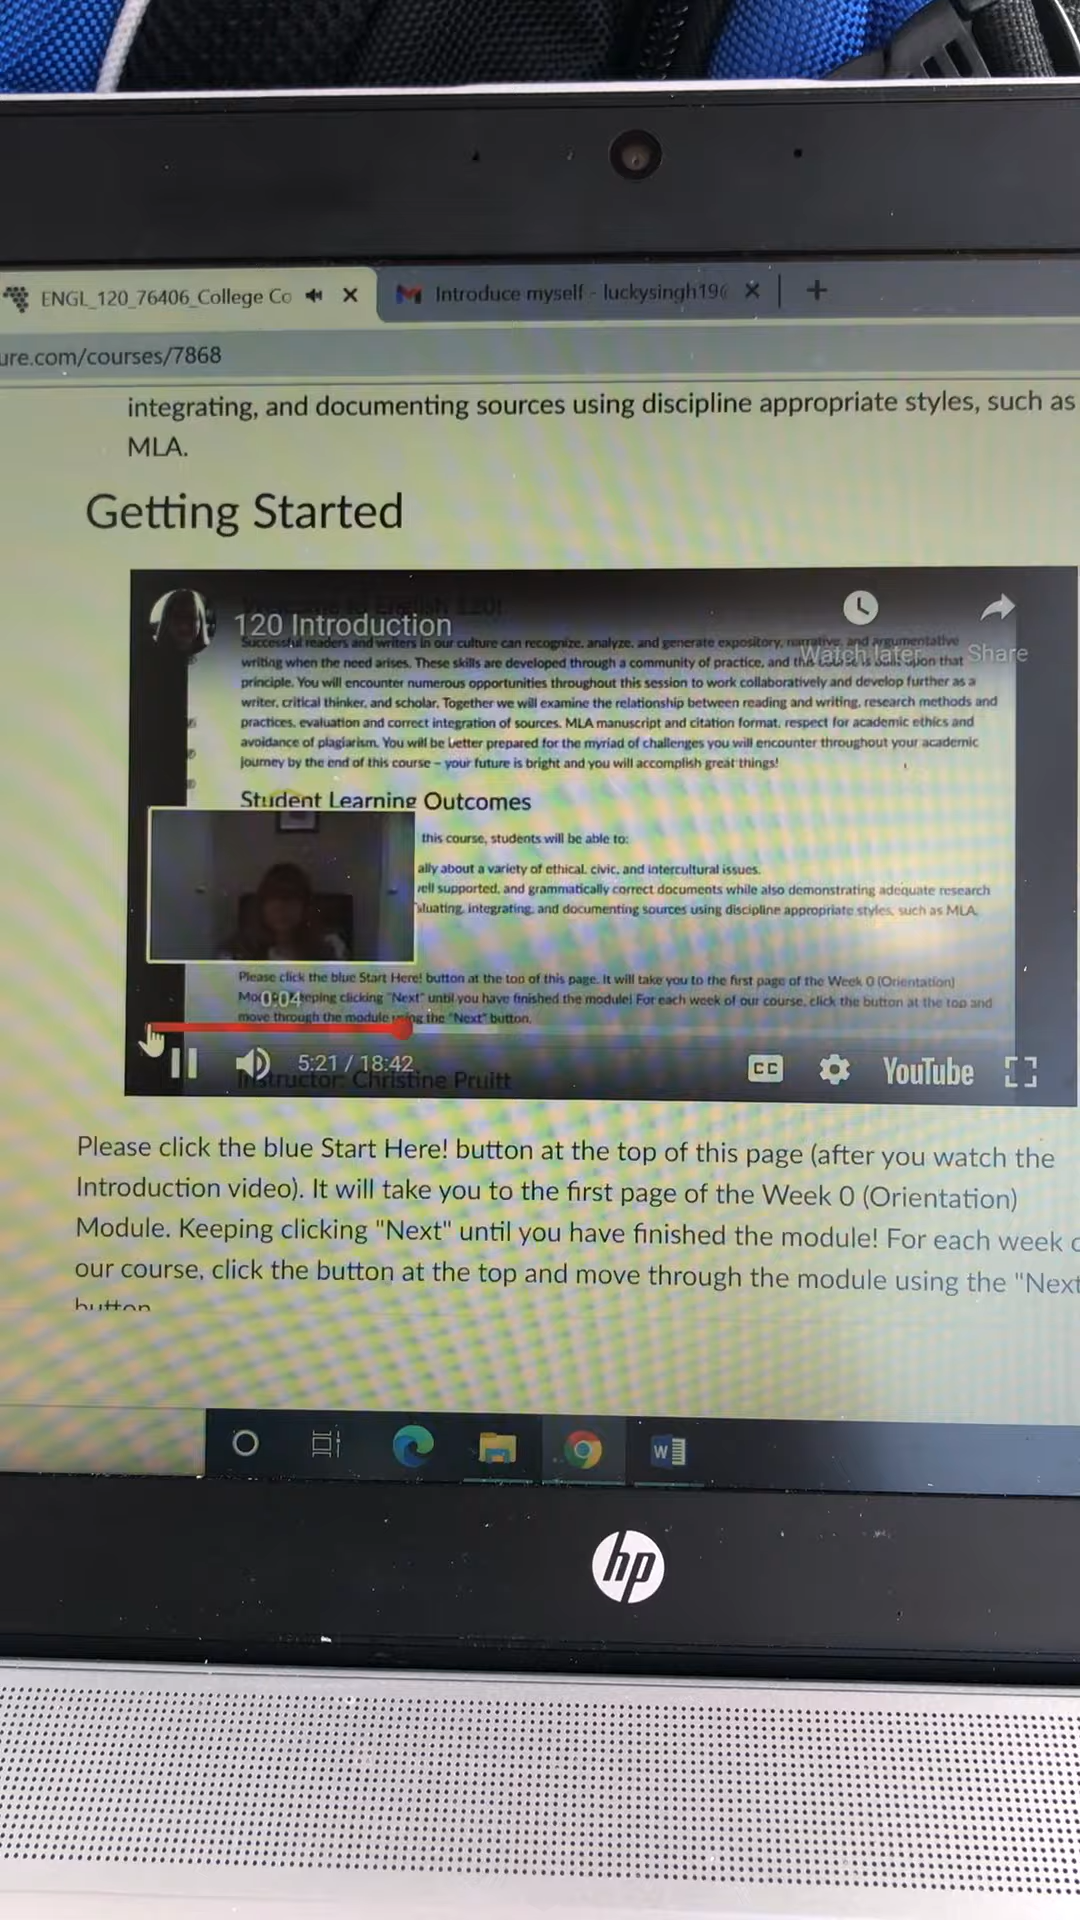 ENGL_120_76406_College Co
Introduce myself - luckysingh196
ure.com/courses/7868
integrating, and documenting sources using discipline appropriate styles, such as
MLA.
Getting Started
120 Introduction
Watch later
Share
Successful readers and writers in our culture can recognize, analyze, and generate expository, narrative, and argumentative
writing when the need arises. These skills are developed through a community of practice, and this course is built upon that
principle. You will encounter numerous opportunities throughout this session to work collaboratively and develop further as a
writer, critical thinker, and scholar. Together we will examine the relationship between reading and writing, research methods and
practices, evaluation and correct integration of sources, MLA manuscript and citation format, respect for academic ethics and
avoidance of plagiarism. You will be better prepared for the myriad of challenges you will encounter throughout your academic
journey by the end of this course – your future is bright and you will accomplish great things!
Student Learning Outcomes
this course, students will be able to:
ally about a variety of ethical, civic, and intercultural issues.
well supported, and grammatically correct documents while also demonstrating adequate research
aluating, integrating, and documenting sources using discipline appropriate styles, such as MLA.
Please click the blue Start Here! button at the top of this page. It will take you to the first page of the Week 0 (Orientation)
0:04
keeping clicking "Next" until you have finished the module! For each week of our course, click the button at the top and
move through the module using the "Next" button.
5:21 / 18:42
CC
YouTube
Instructor: Christine Pruitt
Please click the blue Start Here! button at the top of this page (after you watch the
Introduction video). It will take you to the first page of the Week 0 (Orientation)
Module. Keeping clicking "Next" until you have finished the module! For each week o
our course, click the button at the top and move through the module using the "Next
button
W
hp